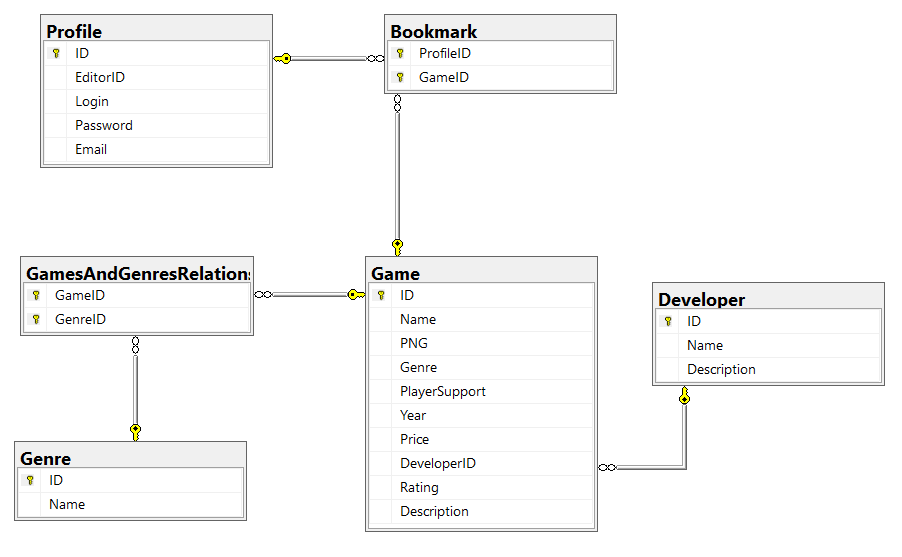 Profile
ID
EditorID
Login
Password
Email
Bookmark
ProfileID
GameID
GamesAndGenresRelations
GameID
GenreID
Game
ID
Name
PNG
Genre
PlayerSupport
Year
Price
DeveloperID
Rating
Description
Developer
ID
Name
Description
Genre
ID
Name